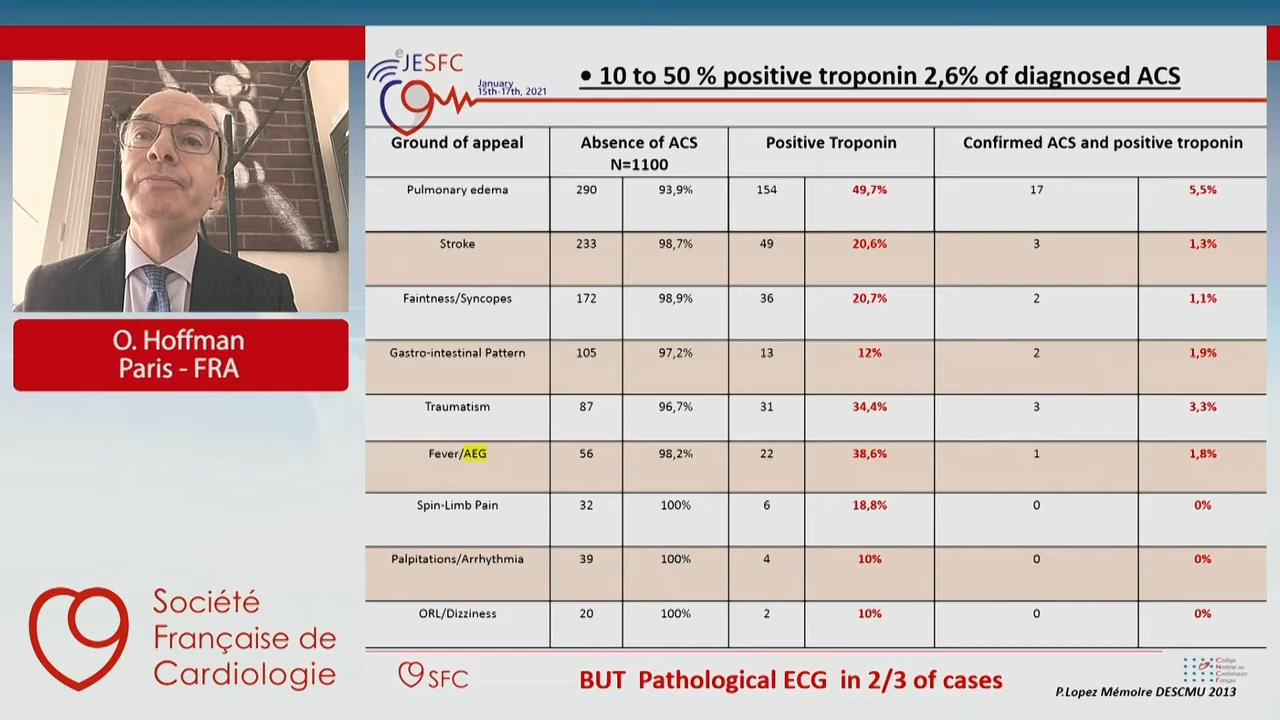 eJESFC
January
15th-17th, 2021
• 10 to 50 % positive troponin 2,6% of diagnosed ACS
Ground of appeal Absence of ACS N=1100 Positive Troponin Confirmed ACS and positive troponin
Pulmonary edema 290 93,9% 154 49,7% 17 5,5%
Stroke 233 98,7% 49 20,6% 3 1,3%
Faintness/Syncopes 172 98,9% 36 20,7% 2 1,1%
Gastro-intestinal Pattern 105 97,2% 13 12% 2 1,9%
Traumatism 87 96,7% 31 34,4% 3 3,3%
Fever/AEG 56 98,2% 22 38,6% 1 1,8%
Spin-Limb Pain 32 100% 6 18,8% 0 0%
Palpitations/Arrhythmia 39 100% 4 10% 0 0%
ORL/Dizziness 20 100% 2 10% 0 0%
O. Hoffman
Paris - FRA
Société
Française de
Cardiologie
SFC
BUT Pathological ECG in 2/3 of cases
Collège
National des
Cardiologues
Français
P.Lopez Mémoire DESCMU 2013